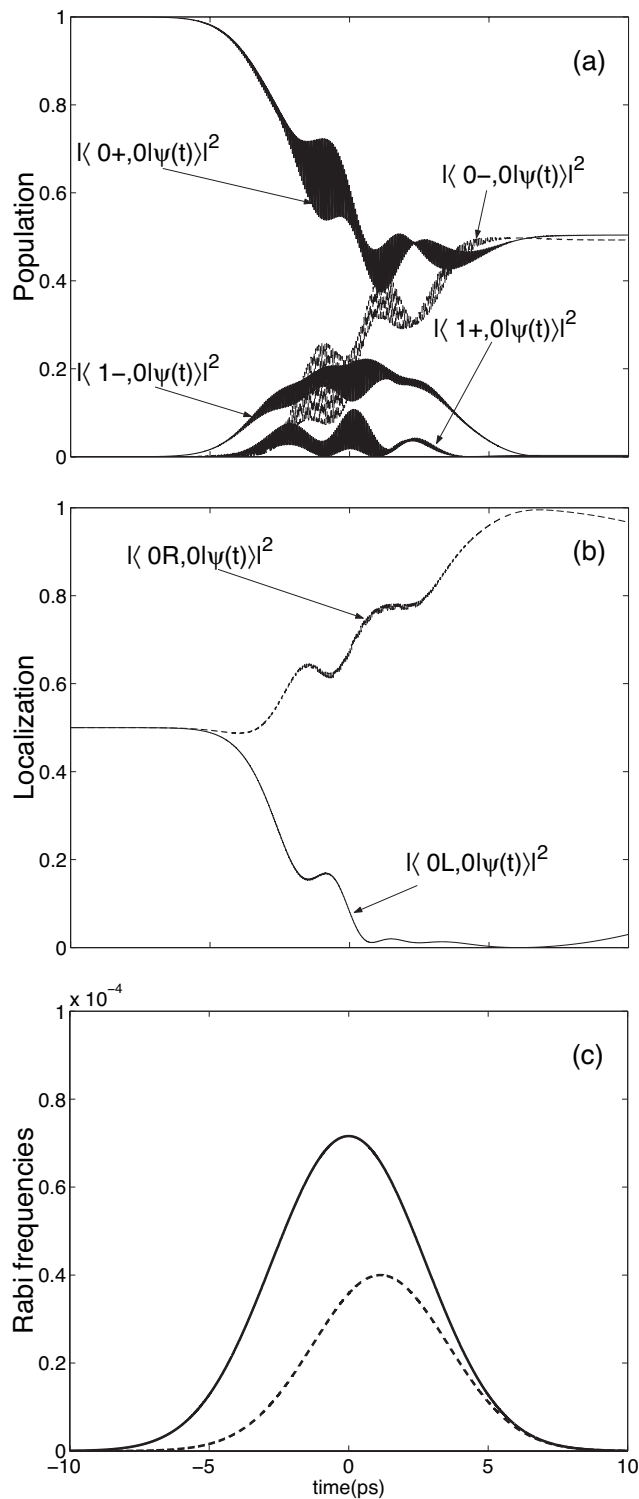 1
(a)
0.8
|⟨ 0+,0|ψ(t)⟩|²
|⟨ 0−,0|ψ(t)⟩|²
0.6
Population
0.4
|⟨ 1+,0|ψ(t)⟩|²
|⟨ 1−,0|ψ(t)⟩|²
0.2
0
1
(b)
|⟨ 0R,0|ψ(t)⟩|²
0.8
0.6
Localization
0.4
|⟨ 0L,0|ψ(t)⟩|²
0.2
0
x 10⁻⁴
1
(c)
0.8
0.6
Rabi frequencies
0.4
0.2
0
−10 −5 0 5 10
time(ps)